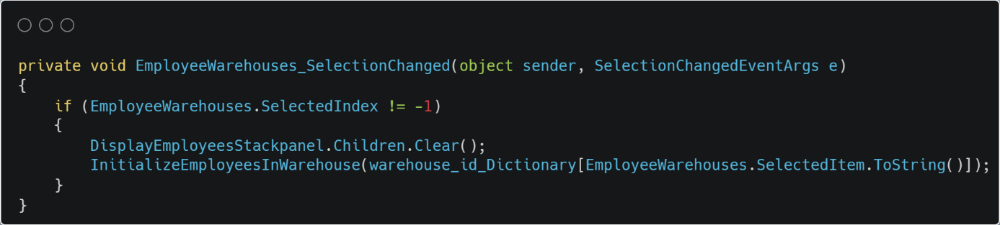 private void EmployeeWarehouses_SelectionChanged(object sender, SelectionChangedEventArgs e)
{
    if (EmployeeWarehouses.SelectedIndex != -1)
    {
        DisplayEmployeesStackpanel.Children.Clear();
        InitializeEmployeesInWarehouse(warehouse_id_Dictionary[EmployeeWarehouses.SelectedItem.ToString()]);
    }
}